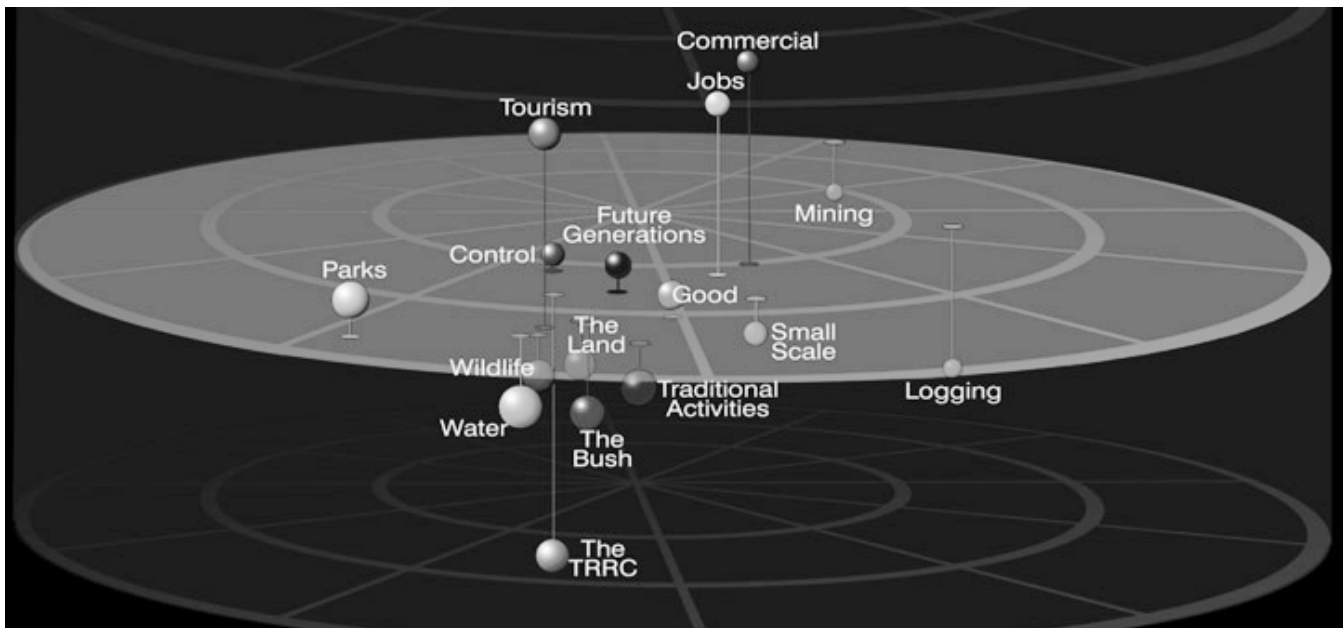 Commercial
Jobs
Tourism
Mining
Future
Generations
Control
Parks
Good
The
Land
Small
Scale
Wildlife
Traditional
Activities
Logging
Water
The
Bush
The
TRRC